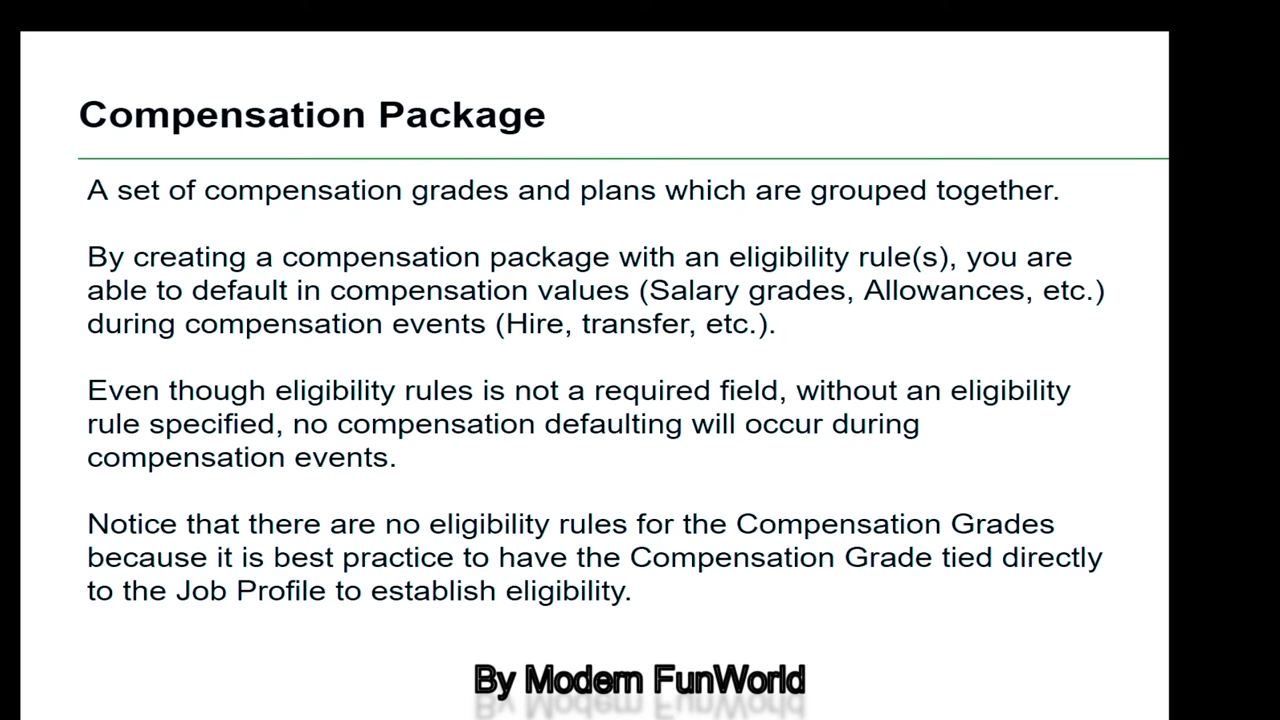 Compensation Package
A set of compensation grades and plans which are grouped together.
By creating a compensation package with an eligibility rule(s), you are
able to default in compensation values (Salary grades, Allowances, etc.)
during compensation events (Hire, transfer, etc.).
Even though eligibility rules is not a required field, without an eligibility
rule specified, no compensation defaulting will occur during
compensation events.
Notice that there are no eligibility rules for the Compensation Grades
because it is best practice to have the Compensation Grade tied directly
to the Job Profile to establish eligibility.
By Modern FunWorld